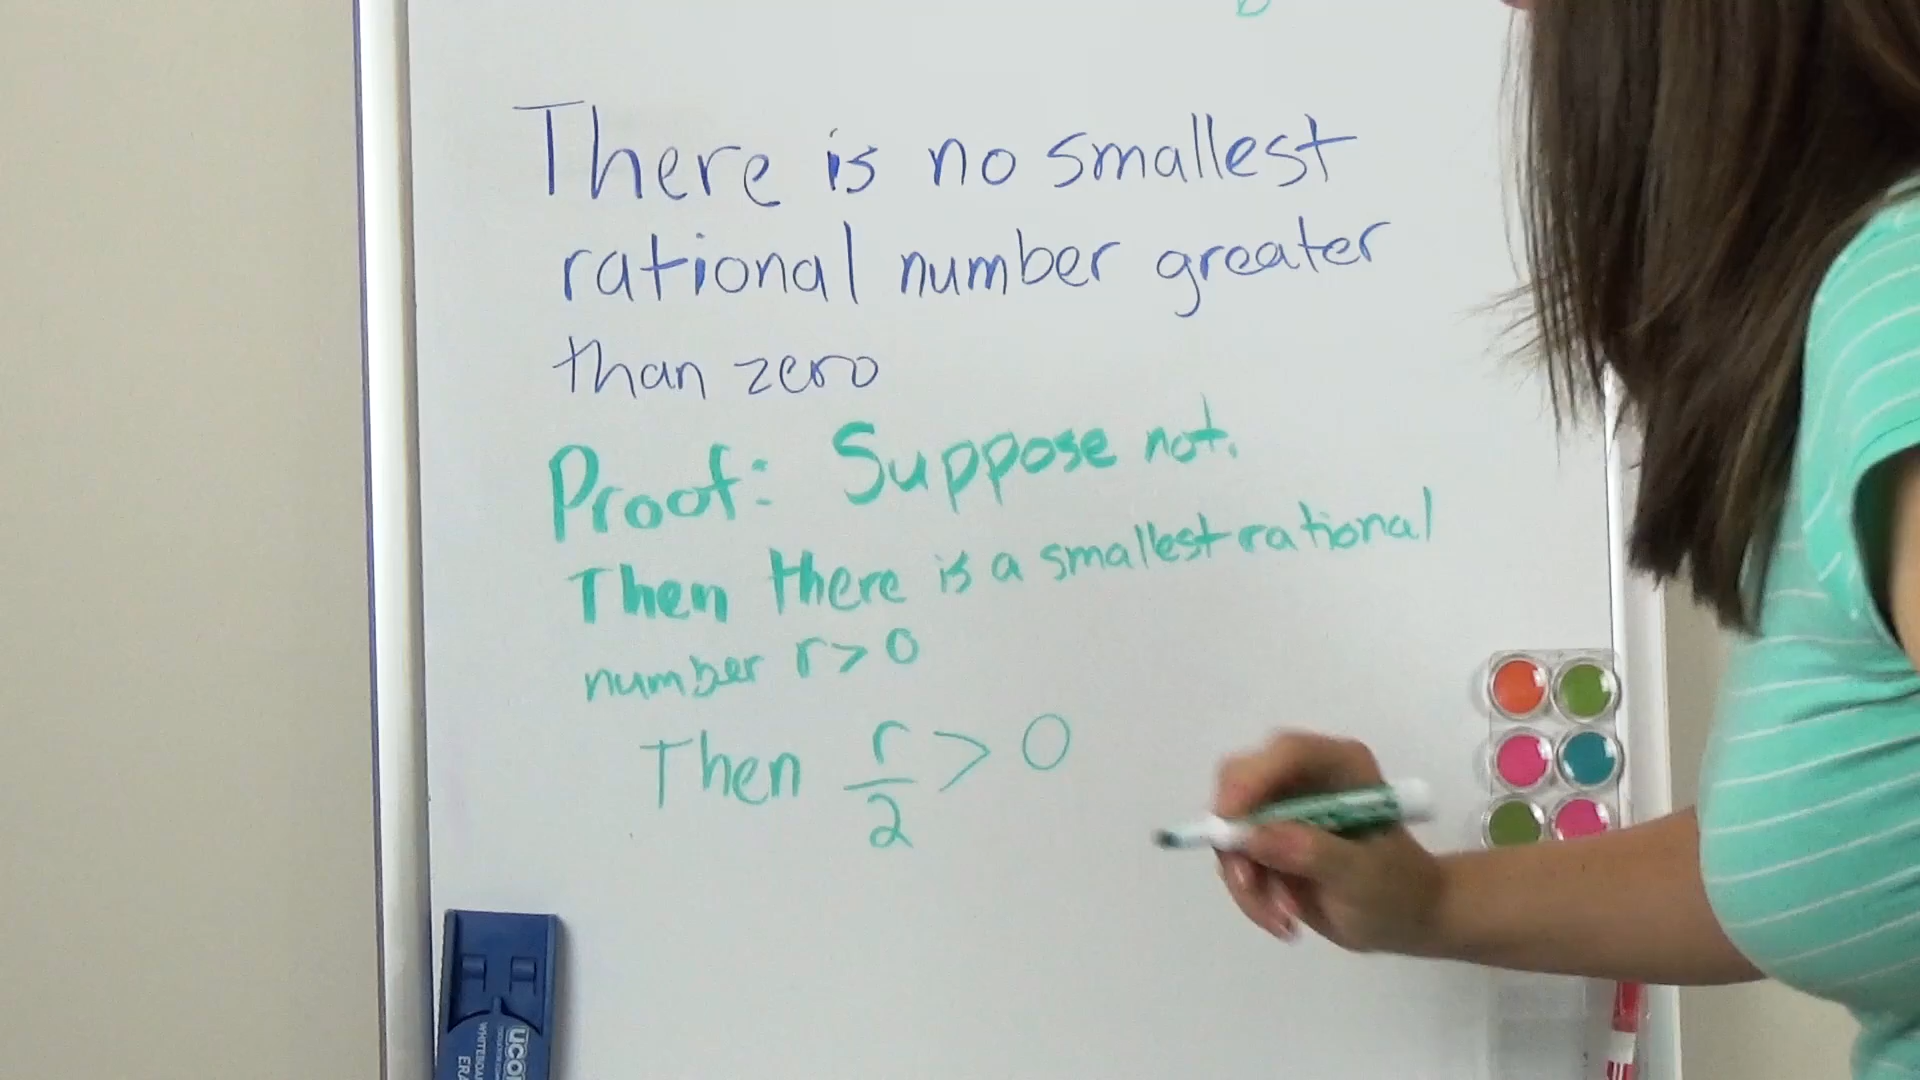 There is no smallest
rational number greater
than zero
Proof: Suppose not.
Then there is a smallest rational
number r > 0
Then r/2 > 0